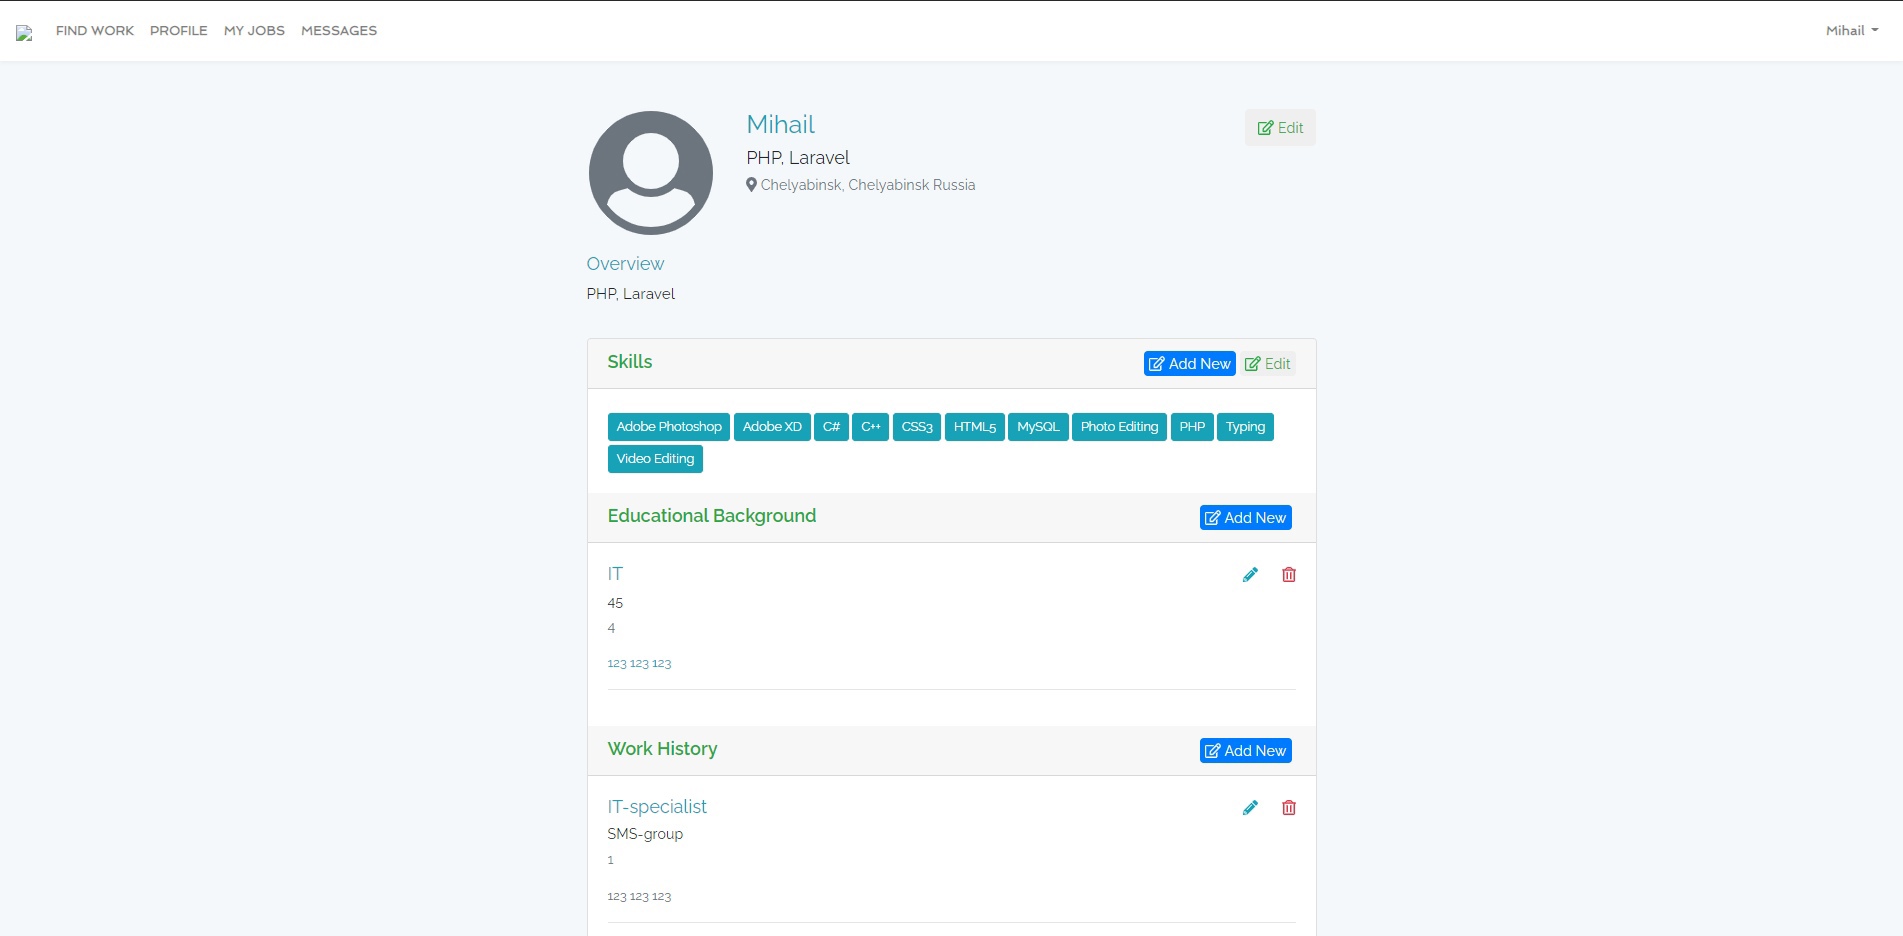 FIND WORK PROFILE MY JOBS MESSAGES Mihail
Mihail Edit
PHP, Laravel
Chelyabinsk, Chelyabinsk Russia
Overview
PHP, Laravel
Skills Add New Edit
Adobe Photoshop Adobe XD C# C++ CSS3 HTML5 MySQL Photo Editing PHP Typing
Video Editing
Educational Background Add New
IT
45
4
123 123 123
Work History Add New
IT-specialist
SMS-group
1
123 123 123